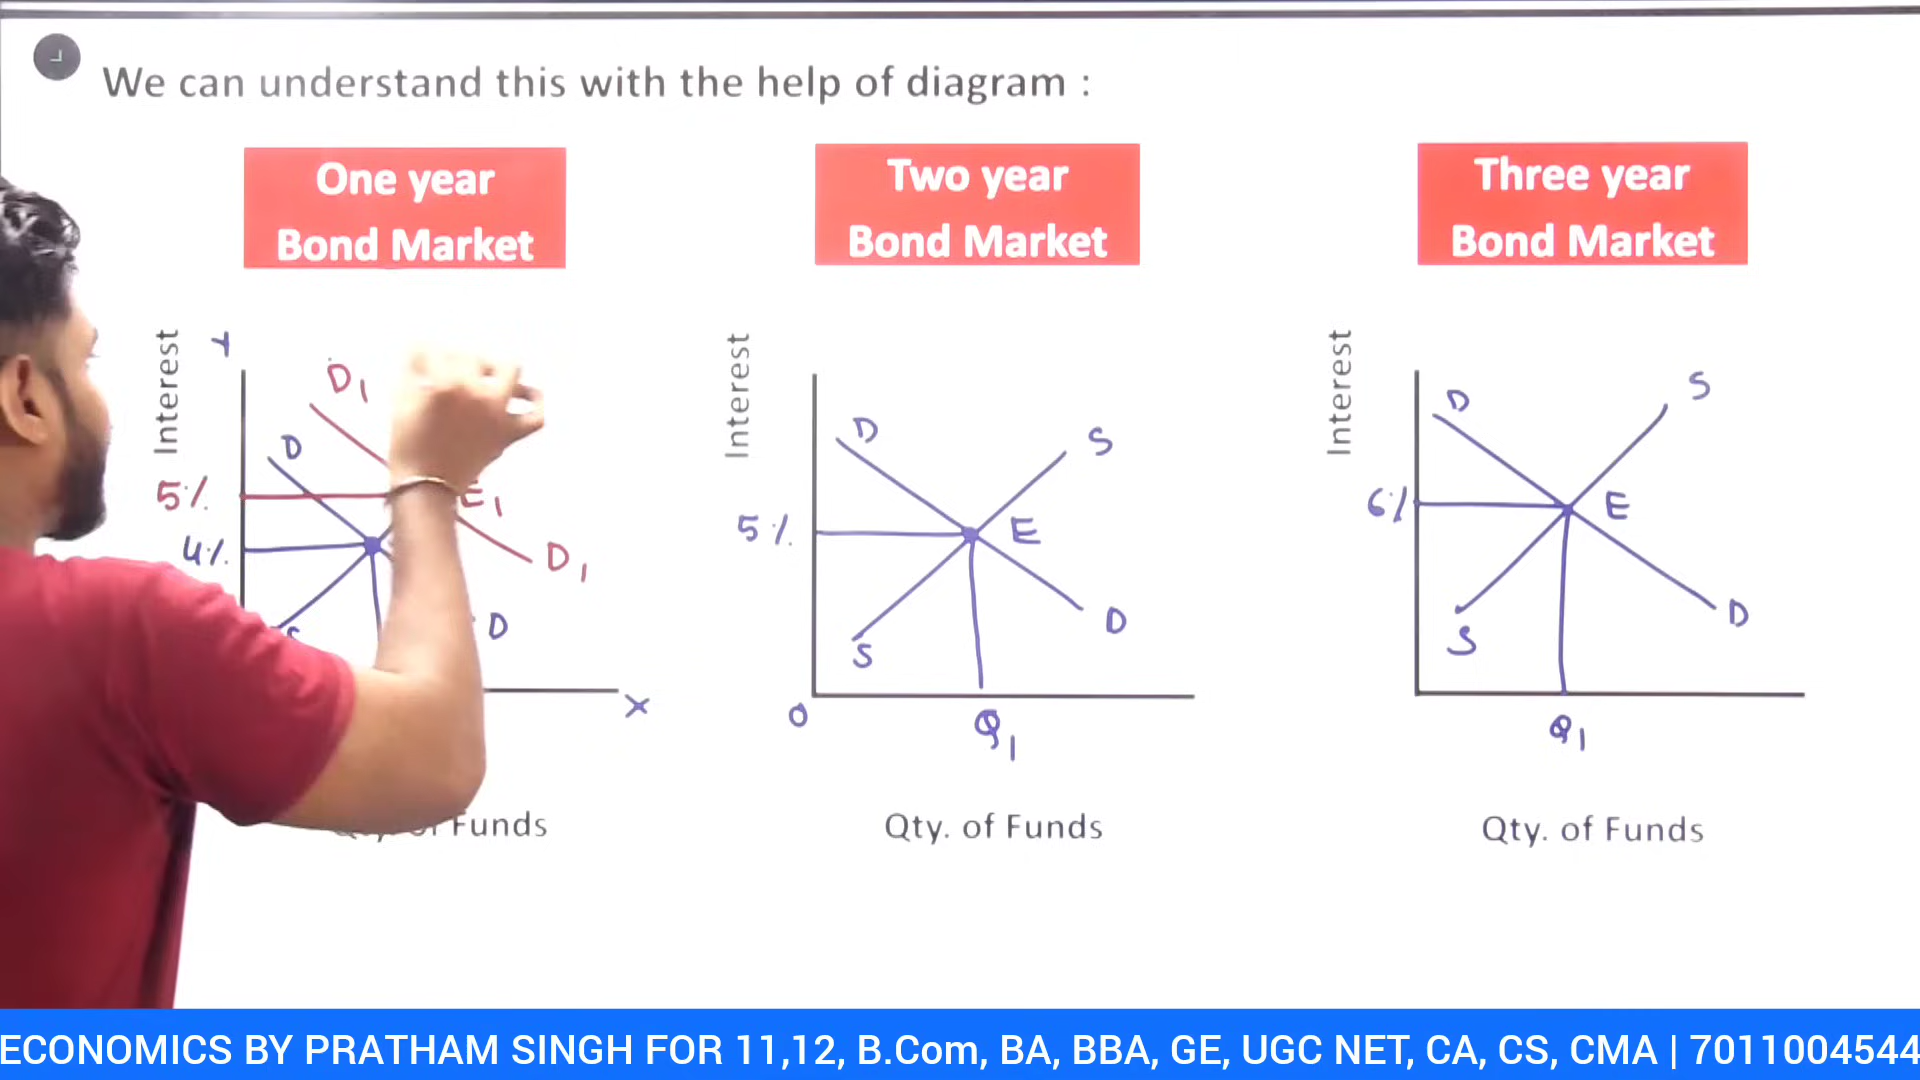 We can understand this with the help of diagram :
One year
Bond Market
Two year
Bond Market
Three year
Bond Market
Interest
Y
D1
D
5%
E1
4%
D1
S
D
X
Funds
Interest
D
S
5%
E
S
D
O
Q1
Qty. of Funds
Interest
D
S
6%
E
S
D
Q1
Qty. of Funds
ECONOMICS BY PRATHAM SINGH FOR 11,12, B.Com, BA, BBA, GE, UGC NET, CA, CS, CMA | 7011004544